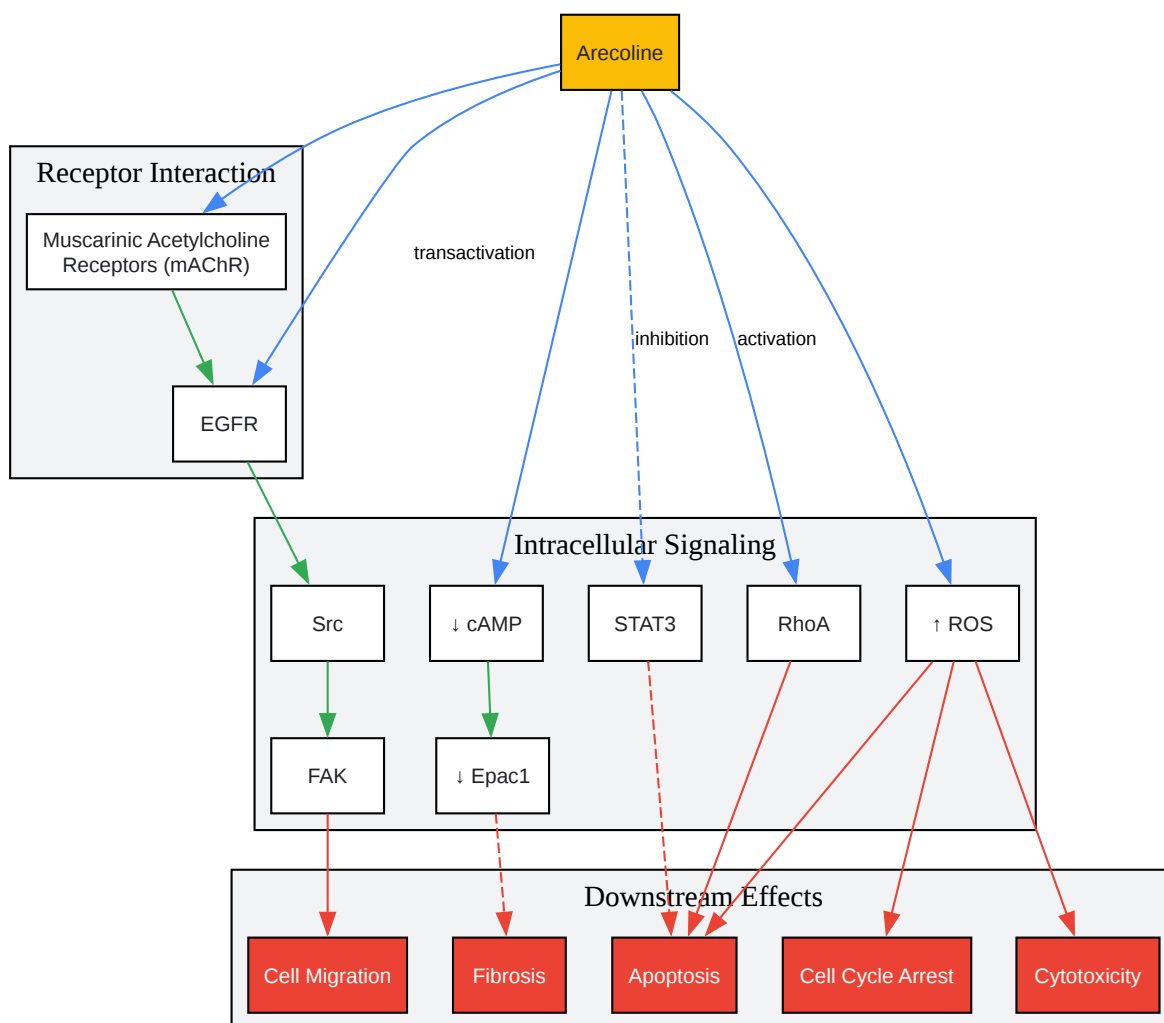 Arecoline
Receptor Interaction
Muscarinic Acetylcholine
Receptors (mAChR)
transactivation
inhibition
activation
EGFR
Intracellular Signaling
Src
↓ cAMP
STAT3
RhoA
↑ ROS
FAK
↓ Epac1
Downstream Effects
Cell Migration
Fibrosis
Apoptosis
Cell Cycle Arrest
Cytotoxicity